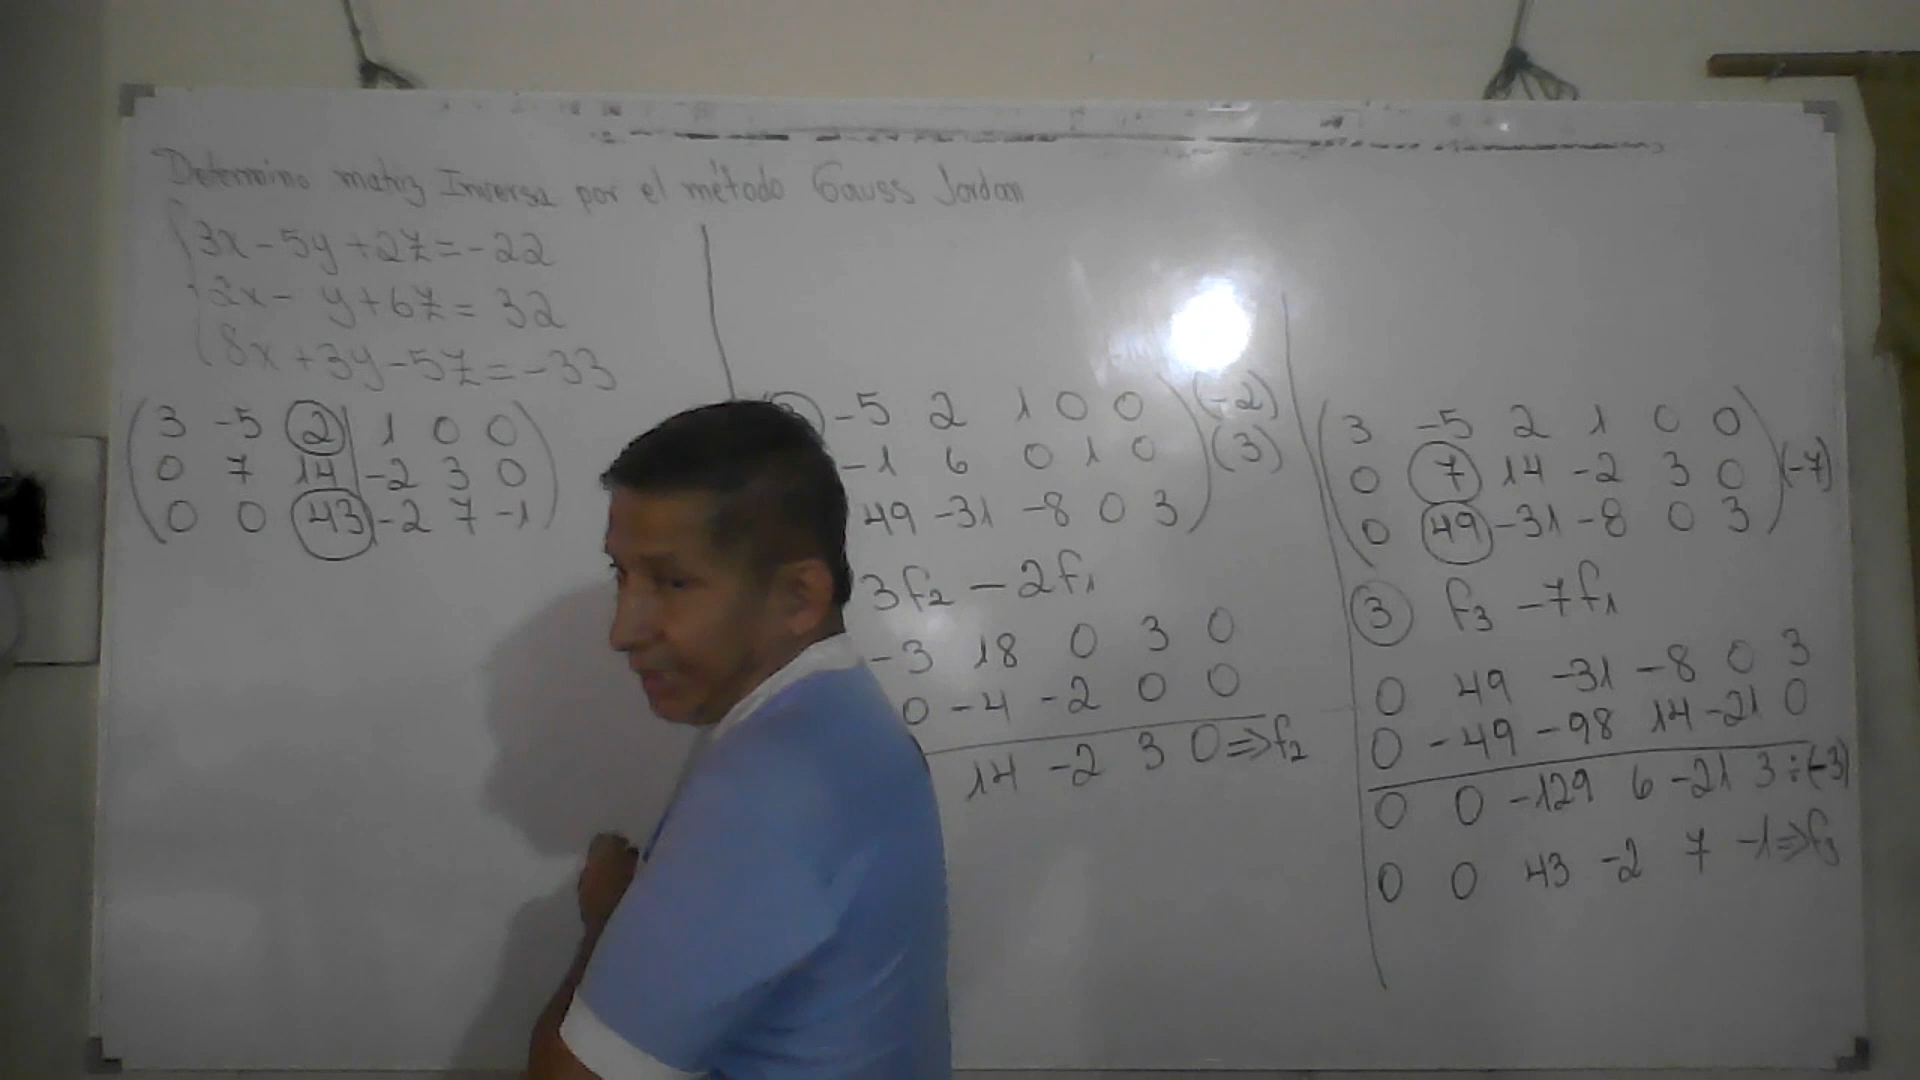 Determino matriz Inversa por el método Gauss Jordan
3x - 5y + 2z = -22
2x - y + 6z = 32
8x + 3y - 5z = -33
3 -5 2 | 1 0 0
0 7 14 | -2 3 0
0 0 43 | -2 7 -1
-5 2 1 0 0 (-2)
-1 6 0 1 0 (3)
49 -31 -8 0 3
3f₂ - 2f₁
-3 18 0 3 0
0 -4 -2 0 0
14 -2 3 0 ⇒ f₂
3 -5 2 1 0 0
0 7 14 -2 3 0 (-7)
0 49 -31 -8 0 3
3 f₃ - 7f₁
0 49 -31 -8 0 3
0 -49 -98 14 -21 0
0 0 -129 6 -21 3 ÷(-3)
0 0 43 -2 7 -1 ⇒ f₃